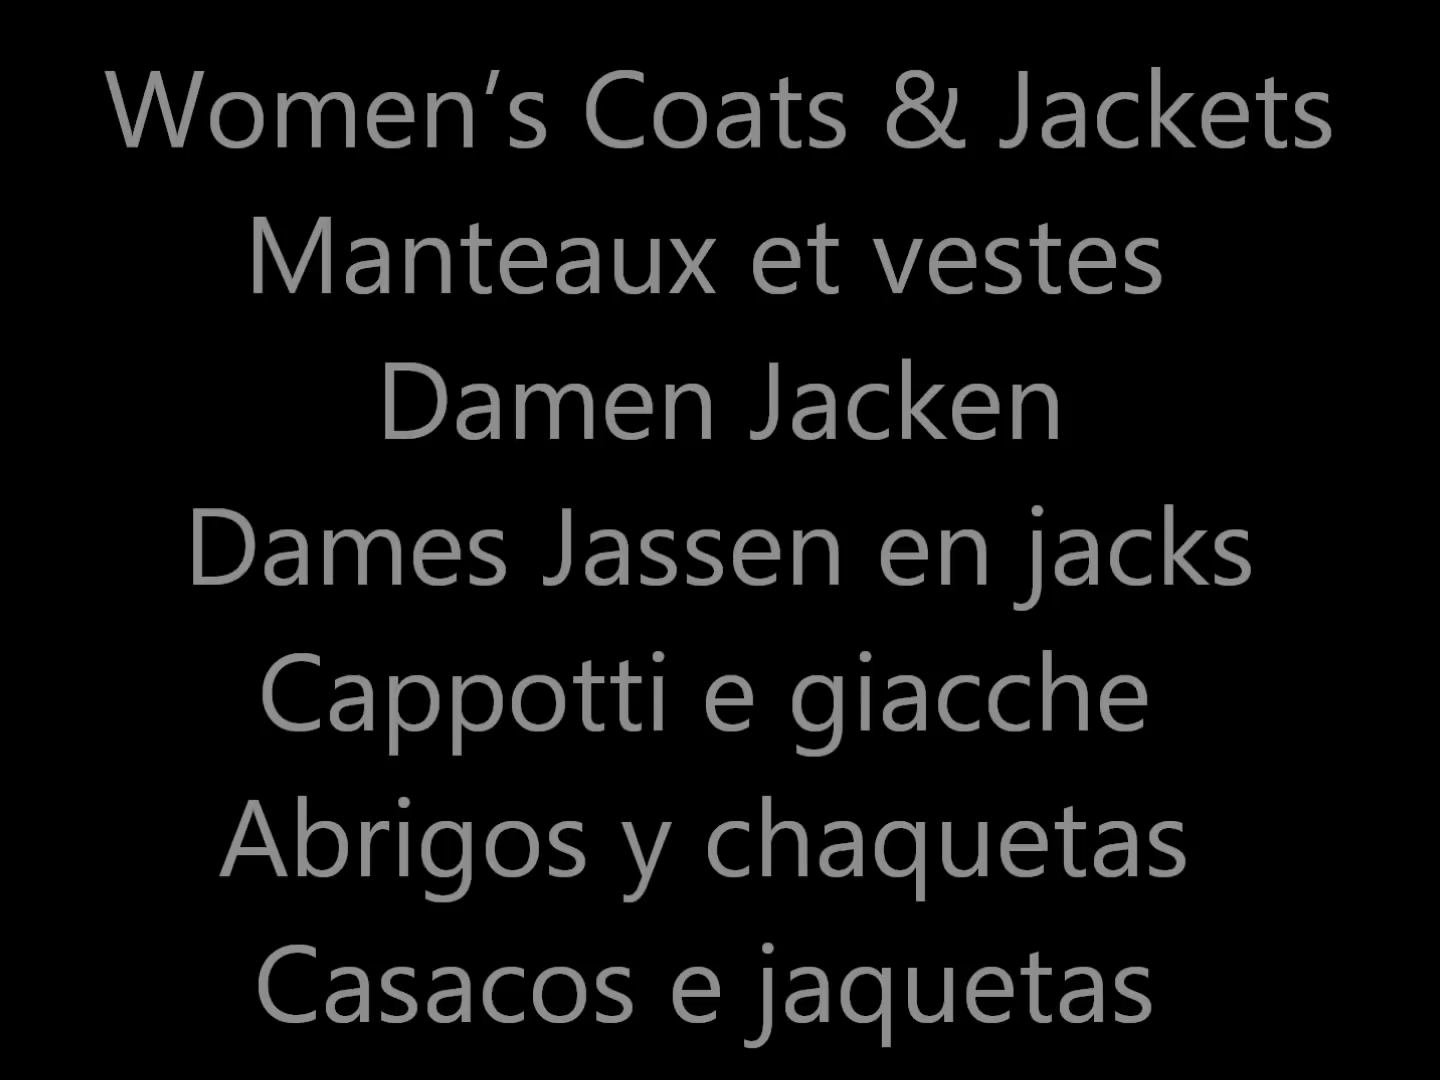 Women’s Coats & Jackets
Manteaux et vestes
Damen Jacken
Dames Jassen en jacks
Cappotti e giacche
Abrigos y chaquetas
Casacos e jaquetas